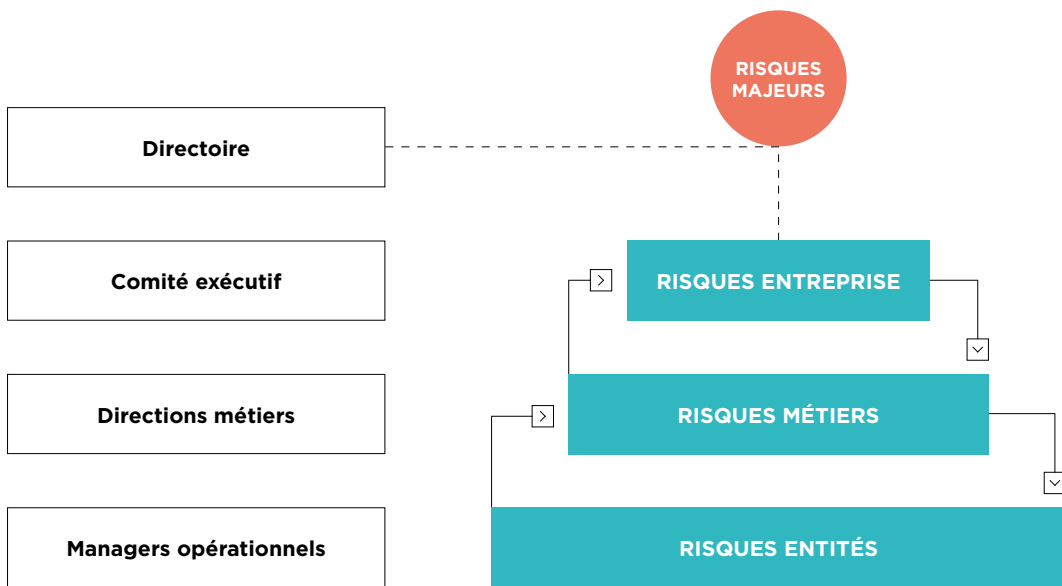 RISQUES
MAJEURS
Directoire
Comité exécutif
RISQUES ENTREPRISE
Directions métiers
RISQUES MÉTIERS
Managers opérationnels
RISQUES ENTITÉS